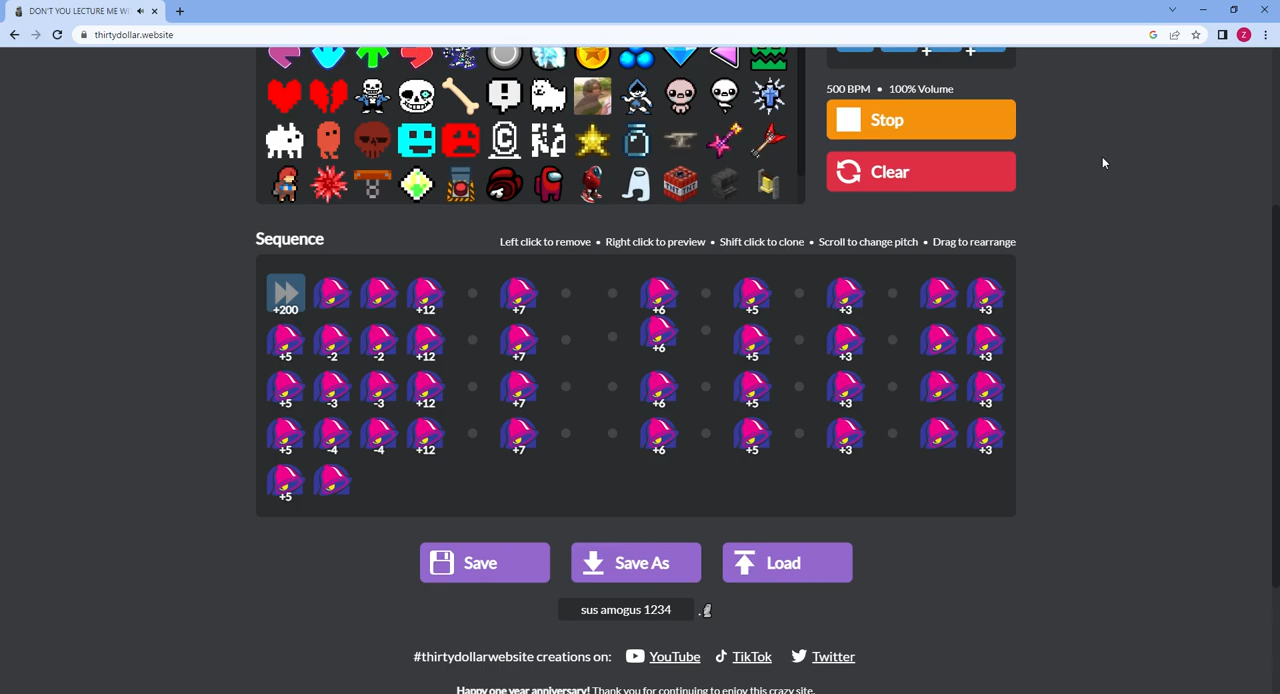 DON'T YOU LECTURE ME WI
thirtydollar.website
500 BPM • 100% Volume
Stop
Clear
Sequence
Left click to remove • Right click to preview • Shift click to clone • Scroll to change pitch • Drag to rearrange
+200 +12 +7 +6 +5 +3 +3
+5 -2 -2 +12 +7 +6 +5 +3 +3
+5 -3 -3 +12 +7 +6 +5 +3 +3
+5 -4 -4 +12 +7 +6 +5 +3 +3
+5
Save Save As Load
sus amogus 1234 .
#thirtydollarwebsite creations on: YouTube TikTok Twitter
Happy one year anniversary! Thank you for continuing to enjoy this crazy site.